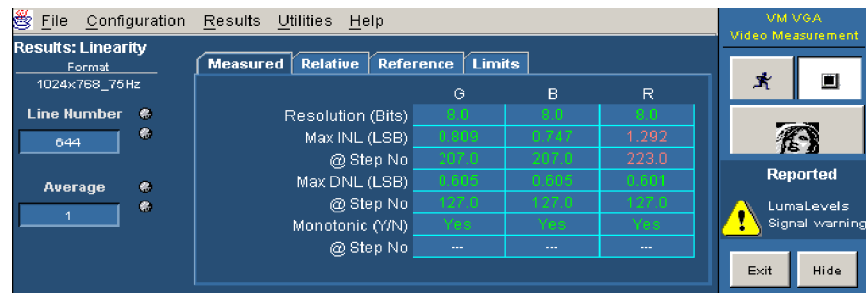 File Configuration Results Utilities Help
VM VGA
Video Measurement
Results: Linearity
Format
1024x768_75Hz
Line Number
644
Average
1
Measured Relative Reference Limits
G B R
Resolution (Bits) 8.0 8.0 8.0
Max INL (LSB) 0.809 0.747 1.292
@ Step No 207.0 207.0 223.0
Max DNL (LSB) 0.605 0.605 0.601
@ Step No 127.0 127.0 127.0
Monotonic (Y/N) Yes Yes Yes
@ Step No --- --- ---
Reported
LumaLevels
Signal warning
Exit Hide